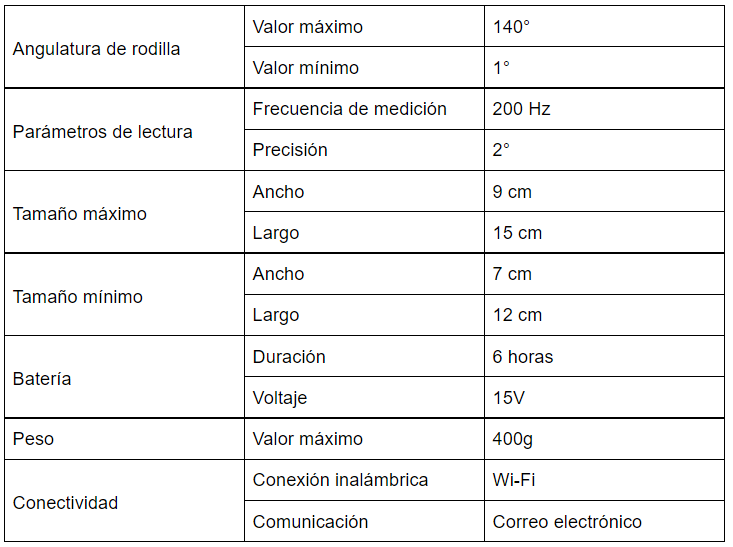 Angulatura de rodilla
Valor máximo
140°
Valor mínimo
1°
Parámetros de lectura
Frecuencia de medición
200 Hz
Precisión
2°
Tamaño máximo
Ancho
9 cm
Largo
15 cm
Tamaño mínimo
Ancho
7 cm
Largo
12 cm
Batería
Duración
6 horas
Voltaje
15V
Peso
Valor máximo
400g
Conectividad
Conexión inalámbrica
Wi-Fi
Comunicación
Correo electrónico